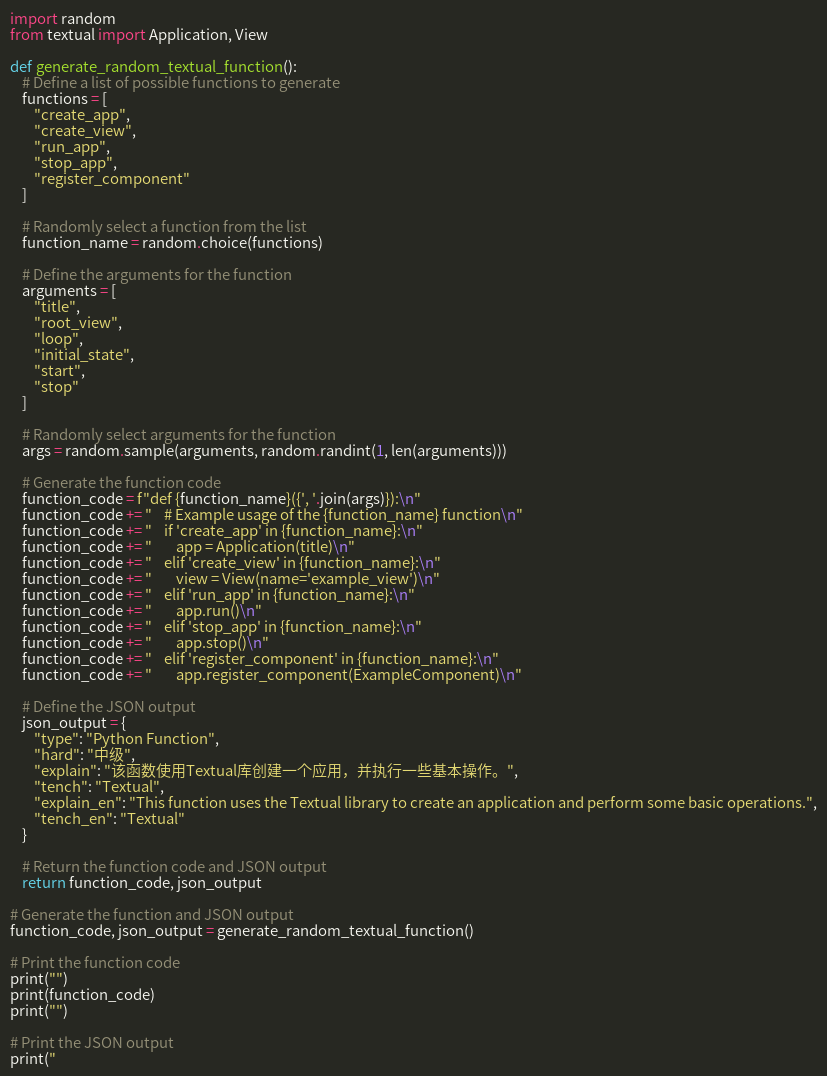 import random
from textual import Application, View
def generate_random_textual_function():
# Define a list of possible functions to generate
functions = [
"create_app",
"create_view",
"run_app",
"stop_app",
"register_component"
]
# Randomly select a function from the list
function_name = random.choice(functions)
# Define the arguments for the function
arguments = [
"title",
"root_view",
"loop",
"initial_state",
"start",
"stop"
]
# Randomly select arguments for the function
args = random.sample(arguments, random.randint(1, len(arguments)))
# Generate the function code
function_code = f"def {function_name}({', '.join(args)}):\n"
function_code += "    # Example usage of the {function_name} function\n"
function_code += "    if 'create_app' in {function_name}:\n"
function_code += "        app = Application(title)\n"
function_code += "    elif 'create_view' in {function_name}:\n"
function_code += "        view = View(name='example_view')\n"
function_code += "    elif 'run_app' in {function_name}:\n"
function_code += "        app.run()\n"
function_code += "    elif 'stop_app' in {function_name}:\n"
function_code += "        app.stop()\n"
function_code += "    elif 'register_component' in {function_name}:\n"
function_code += "        app.register_component(ExampleComponent)\n"
# Define the JSON output
json_output = {
"type": "Python Function",
"hard": "中级",
"explain": "该函数使用Textual库创建一个应用，并执行一些基本操作。",
"tench": "Textual",
"explain_en": "This function uses the Textual library to create an application and perform some basic operations.",
"tench_en": "Textual"
}
# Return the function code and JSON output
return function_code, json_output
# Generate the function and JSON output
function_code, json_output = generate_random_textual_function()
# Print the function code
print("")
print(function_code)
print("")
# Print the JSON output
print("